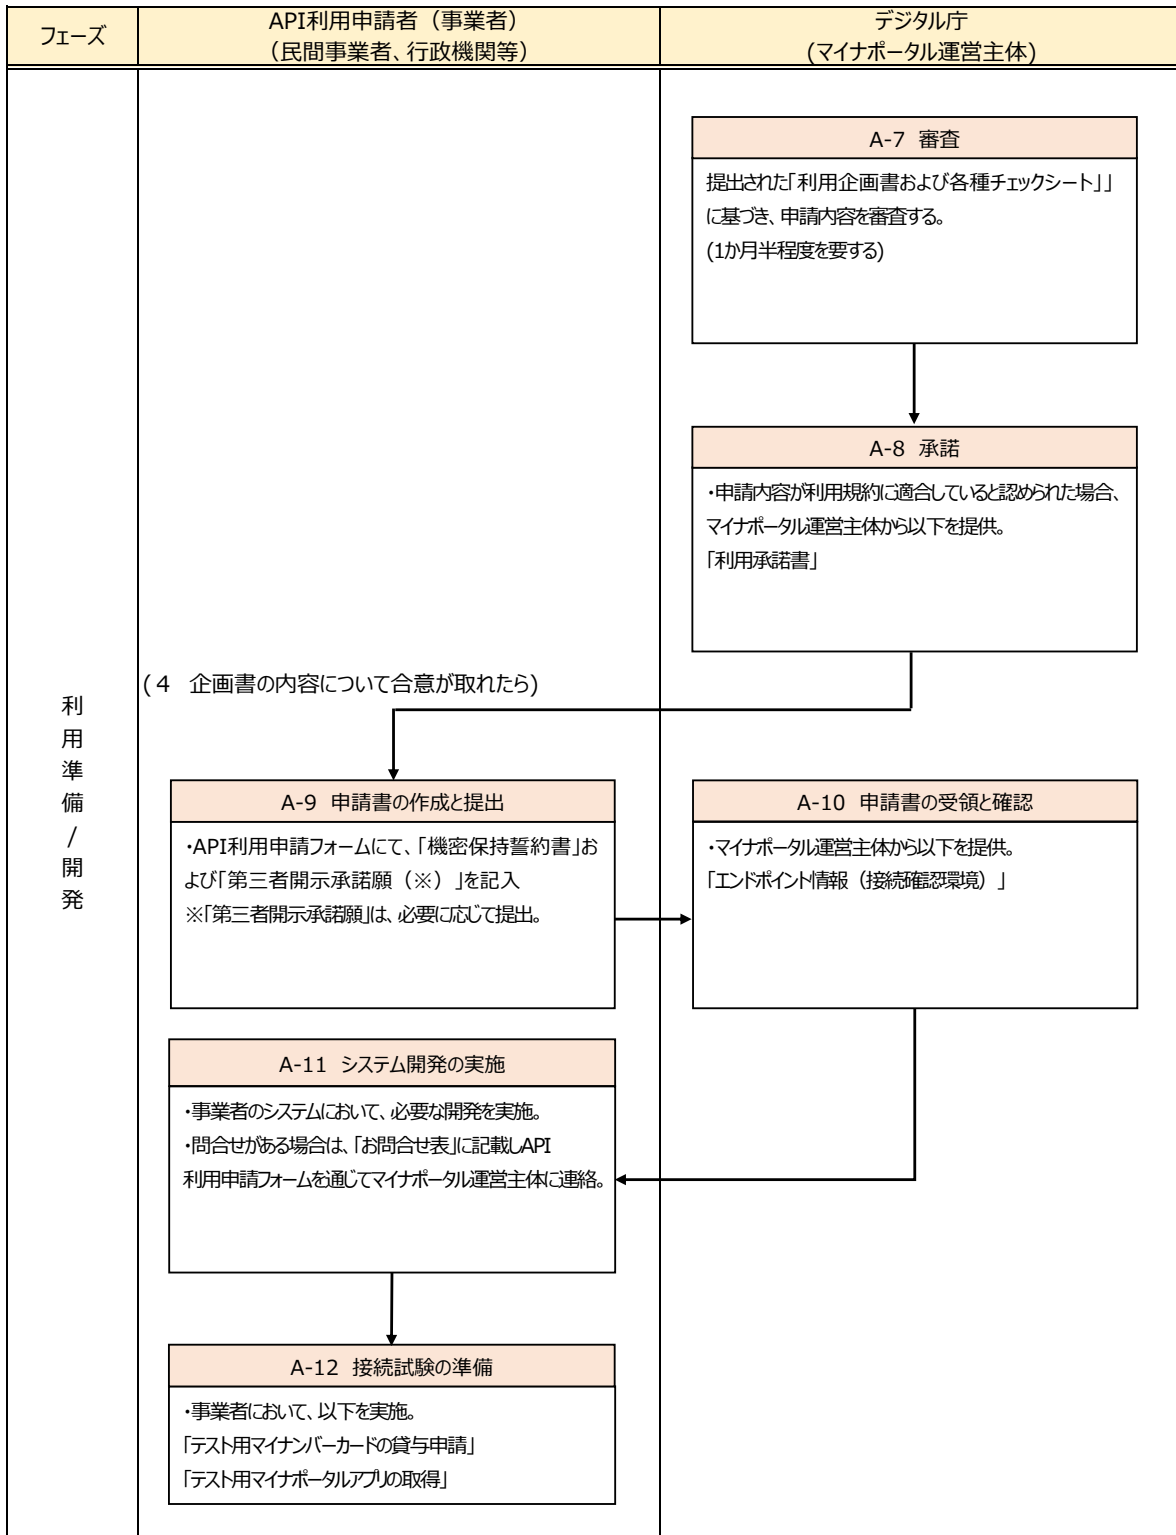 フェーズ
API利用申請者（事業者）
（民間事業者、行政機関等）
デジタル庁
(マイナポータル運営主体)
A-7 審査
提出された「利用企画書および各種チェックシート」」
に基づき、申請内容を審査する。
(1か月半程度を要する)
A-8 承諾
・申請内容が利用規約に適合していると認められた場合、
マイナポータル運営主体から以下を提供。
「利用承諾書」
(４　企画書の内容について合意が取れたら)
利
用
準
備
/
開
発
A-9 申請書の作成と提出
・API利用申請フォームにて、「機密保持誓約書」お
よび「第三者開示承諾願（※）」を記入
※「第三者開示承諾願」は、必要に応じて提出。
A-10 申請書の受領と確認
・マイナポータル運営主体から以下を提供。
「エンドポイント情報（接続確認環境）」
A-11 システム開発の実施
・事業者のシステムにおいて、必要な開発を実施。
・問合せがある場合は、「お問合せ表」に記載しAPI
利用申請フォームを通じてマイナポータル運営主体に連絡。
A-12 接続試験の準備
・事業者において、以下を実施。
「テスト用マイナンバーカードの貸与申請」
「テスト用マイナポータルアプリの取得」